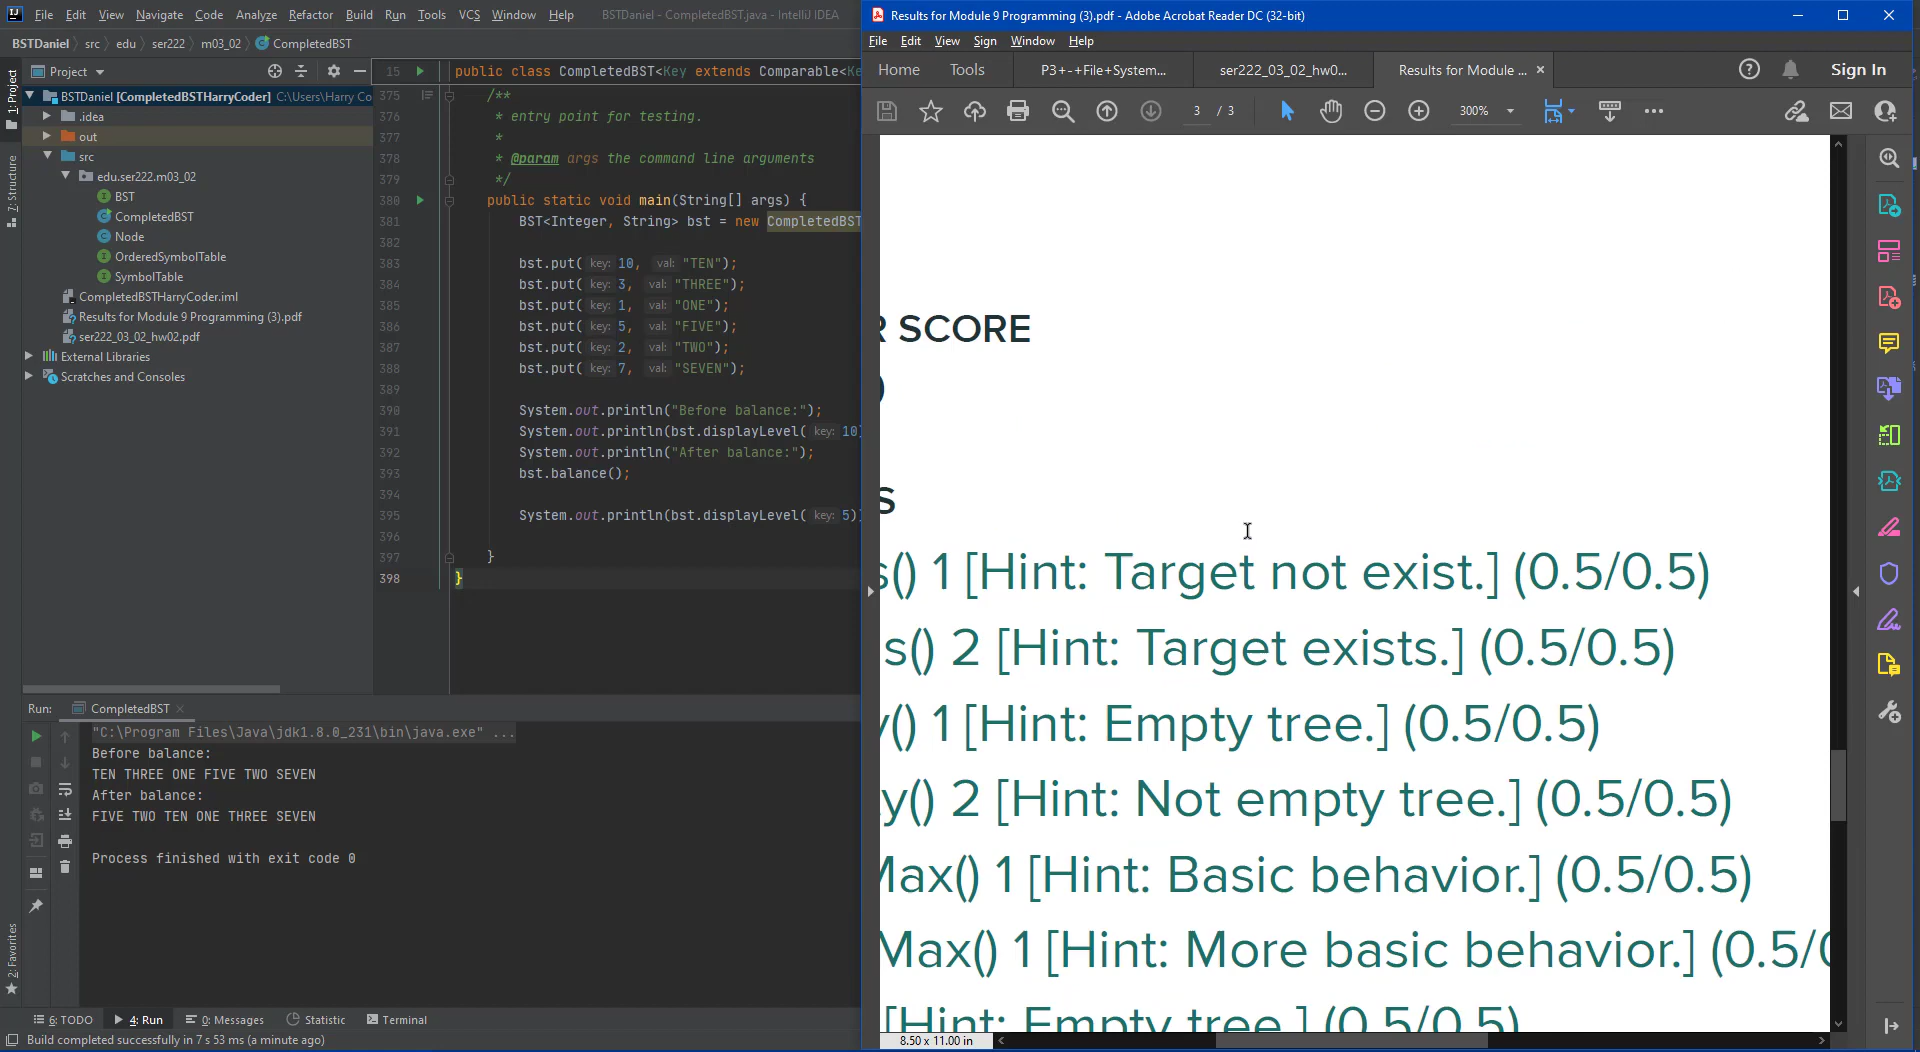 File Edit View Navigate Code Analyze Refactor Build Run Tools VCS Window Help BSTDaniel - CompletedBST.java - IntelliJ IDEA
BSTDaniel src edu ser222 m03_02 CompletedBST
1: Project
7: Structure
2: Favorites
Project
BSTDaniel [CompletedBSTHarryCoder] C:\Users\Harry Co
.idea
out
src
edu.ser222.m03_02
BST
CompletedBST
Node
OrderedSymbolTable
SymbolTable
CompletedBSTHarryCoder.iml
Results for Module 9 Programming (3).pdf
ser222_03_02_hw02.pdf
External Libraries
Scratches and Consoles
15 public class CompletedBST<Key extends Comparable<Ke
375 /**
376 * entry point for testing.
377 *
378 * @param args the command line arguments
379 */
380 public static void main(String[] args) {
381 BST<Integer, String> bst = new CompletedBST
382
383 bst.put( key: 10, val: "TEN");
384 bst.put( key: 3, val: "THREE");
385 bst.put( key: 1, val: "ONE");
386 bst.put( key: 5, val: "FIVE");
387 bst.put( key: 2, val: "TWO");
388 bst.put( key: 7, val: "SEVEN");
389
390 System.out.println("Before balance:");
391 System.out.println(bst.displayLevel( key: 10)
392 System.out.println("After balance:");
393 bst.balance();
394
395 System.out.println(bst.displayLevel( key: 5))
396
397 }
398 }
Run: CompletedBST
"C:\Program Files\Java\jdk1.8.0_231\bin\java.exe" ...
Before balance:
TEN THREE ONE FIVE TWO SEVEN
After balance:
FIVE TWO TEN ONE THREE SEVEN
Process finished with exit code 0
6: TODO 4: Run 0: Messages Statistic Terminal
Build completed successfully in 7 s 53 ms (a minute ago)
Results for Module 9 Programming (3).pdf - Adobe Acrobat Reader DC (32-bit)
File Edit View Sign Window Help
Home Tools P3+-+File+System... ser222_03_02_hw0... Results for Module ... Sign In
3 / 3 300%
R SCORE
)
s
s() 1 [Hint: Target not exist.] (0.5/0.5)
s() 2 [Hint: Target exists.] (0.5/0.5)
y() 1 [Hint: Empty tree.] (0.5/0.5)
y() 2 [Hint: Not empty tree.] (0.5/0.5)
Max() 1 [Hint: Basic behavior.] (0.5/0.5)
Max() 1 [Hint: More basic behavior.] (0.5/0
[Hint: Empty tree.] (0.5/0.5)
8.50 x 11.00 in